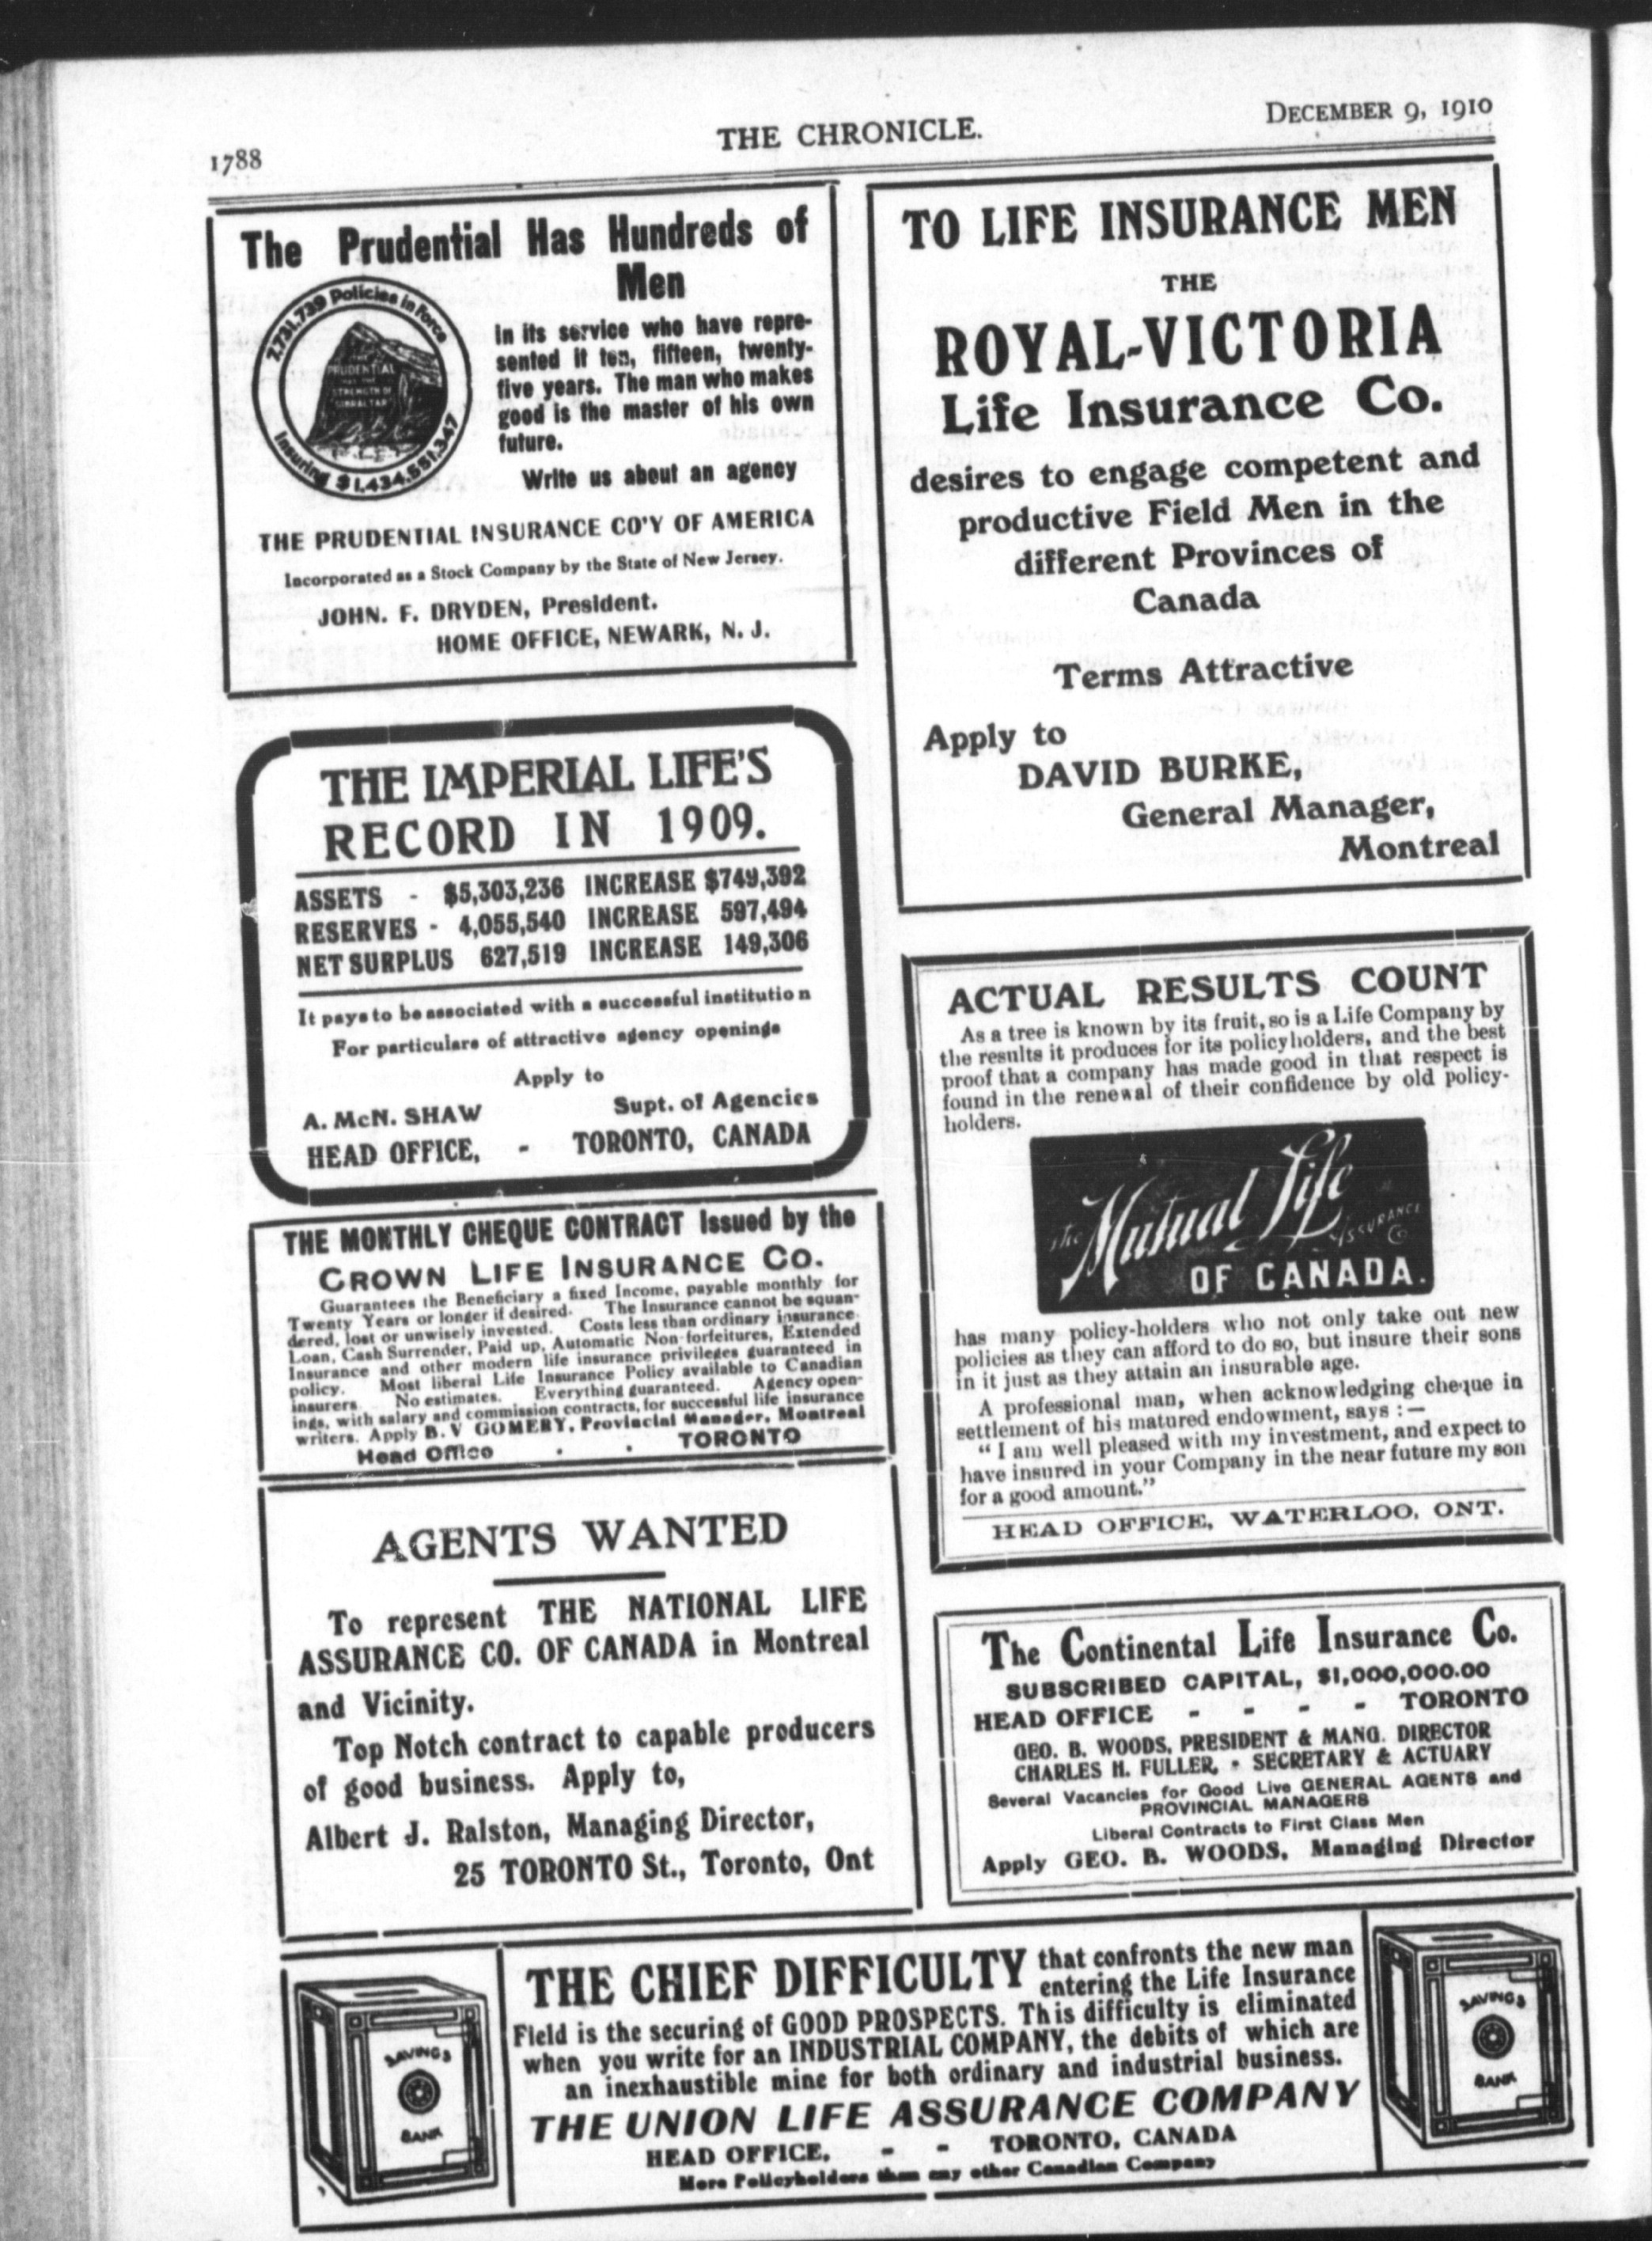 1788
THE CHRONICLE.
DECEMBER 9, 1910
The Prudential Has Hundreds of
Men
7,731,739 Policies in Force
PRUDENTIAL
HAS THE
STRENGTH OF
GIBRALTAR
Insuring $1,434,551,347
In its service who have repre-
sented it ten, fifteen, twenty-
five years. The man who makes
good is the master of his own
future.
Write us about an agency
THE PRUDENTIAL INSURANCE CO'Y OF AMERICA
Incorporated as a Stock Company by the State of New Jersey.
JOHN. F. DRYDEN, President.
HOME OFFICE, NEWARK, N. J.
THE IMPERIAL LIFE'S
RECORD IN 1909.
ASSETS - $5,303,236 INCREASE $749,392
RESERVES - 4,055,540 INCREASE 597,494
NET SURPLUS 627,519 INCREASE 149,306
It pays to be associated with a successful institution
For particulars of attractive agency openings
Apply to
A. McN. SHAW Supt. of Agencies
HEAD OFFICE, - TORONTO, CANADA
THE MONTHLY CHEQUE CONTRACT Issued by the
CROWN LIFE INSURANCE CO.
Guarantees the Beneficiary a fixed Income, payable monthly for
Twenty Years or longer if desired. The Insurance cannot be squan-
dered, lost or unwisely invested. Costs less than ordinary insurance.
Loan, Cash Surrender, Paid up, Automatic Non-forfeitures, Extended
Insurance and other modern life insurance privileges guaranteed in
policy. Most liberal Life Insurance Policy available to Canadian
insurers. No estimates. Everything guaranteed. Agency open-
ings, with salary and commission contracts, for successful life insurance
writers. Apply B. V GOMERY, Provincial Manager, Montreal
Head Office . . TORONTO
AGENTS WANTED
To represent THE NATIONAL LIFE
ASSURANCE CO. OF CANADA in Montreal
and Vicinity.
Top Notch contract to capable producers
of good business. Apply to,
Albert J. Ralston, Managing Director,
25 TORONTO St., Toronto, Ont
TO LIFE INSURANCE MEN
THE
ROYAL-VICTORIA
Life Insurance Co.
desires to engage competent and
productive Field Men in the
different Provinces of
Canada
Terms Attractive
Apply to
DAVID BURKE,
General Manager,
Montreal
ACTUAL RESULTS COUNT
As a tree is known by its fruit, so is a Life Company by
the results it produces for its policyholders, and the best
proof that a company has made good in that respect is
found in the renewal of their confidence by old policy-
holders.
The Mutual Life
ASSURANCE Co
OF CANADA.
has many policy-holders who not only take out new
policies as they can afford to do so, but insure their sons
in it just as they attain an insurable age.
A professional man, when acknowledging cheque in
settlement of his matured endowment, says :—
"I am well pleased with my investment, and expect to
have insured in your Company in the near future my son
for a good amount."
HEAD OFFICE, WATERLOO, ONT.
The Continental Life Insurance Co.
SUBSCRIBED CAPITAL, $1,000,000.00
HEAD OFFICE - - - - TORONTO
GEO. B. WOODS, PRESIDENT & MANG. DIRECTOR
CHARLES H. FULLER, - SECRETARY & ACTUARY
Several Vacancies for Good Live GENERAL AGENTS and
PROVINCIAL MANAGERS
Liberal Contracts to First Class Men
Apply GEO. B. WOODS, Managing Director
SAVINGS
BANK
THE CHIEF DIFFICULTY that confronts the new man
entering the Life Insurance
Field is the securing of GOOD PROSPECTS. This difficulty is eliminated
when you write for an INDUSTRIAL COMPANY, the debits of which are
an inexhaustible mine for both ordinary and industrial business.
THE UNION LIFE ASSURANCE COMPANY
HEAD OFFICE, - - TORONTO, CANADA
More Policyholders than any other Canadian Company
SAVINGS
BANK